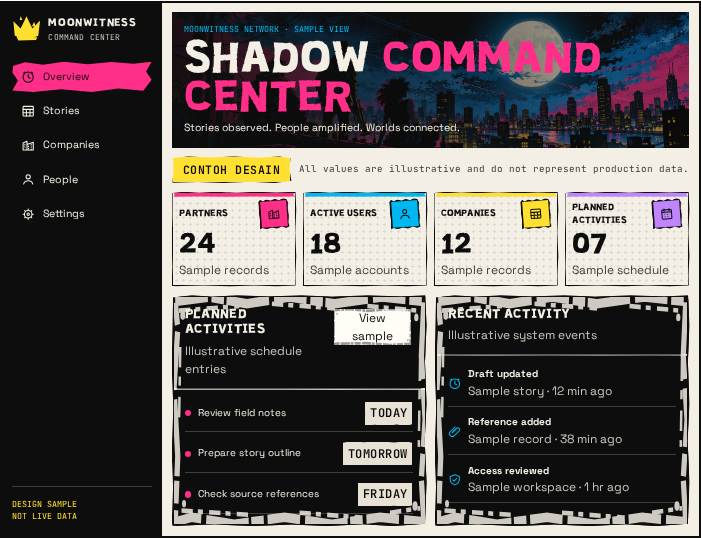 MOONWITNESS
COMMAND CENTER
Overview
Stories
Companies
People
Settings
DESIGN SAMPLE
NOT LIVE DATA
MOONWITNESS NETWORK · SAMPLE VIEW
SHADOW COMMAND
CENTER
Stories observed. People amplified. Worlds connected.
CONTOH DESAIN
All values are illustrative and do not represent production data.
PARTNERS
24
Sample records
ACTIVE USERS
18
Sample accounts
COMPANIES
12
Sample records
PLANNED
ACTIVITIES
07
Sample schedule
PLANNED
ACTIVITIES
Illustrative schedule
entries
View
sample
Review field notes
TODAY
Prepare story outline
TOMORROW
Check source references
FRIDAY
RECENT ACTIVITY
Illustrative system events
Draft updated
Sample story · 12 min ago
Reference added
Sample record · 38 min ago
Access reviewed
Sample workspace · 1 hr ago